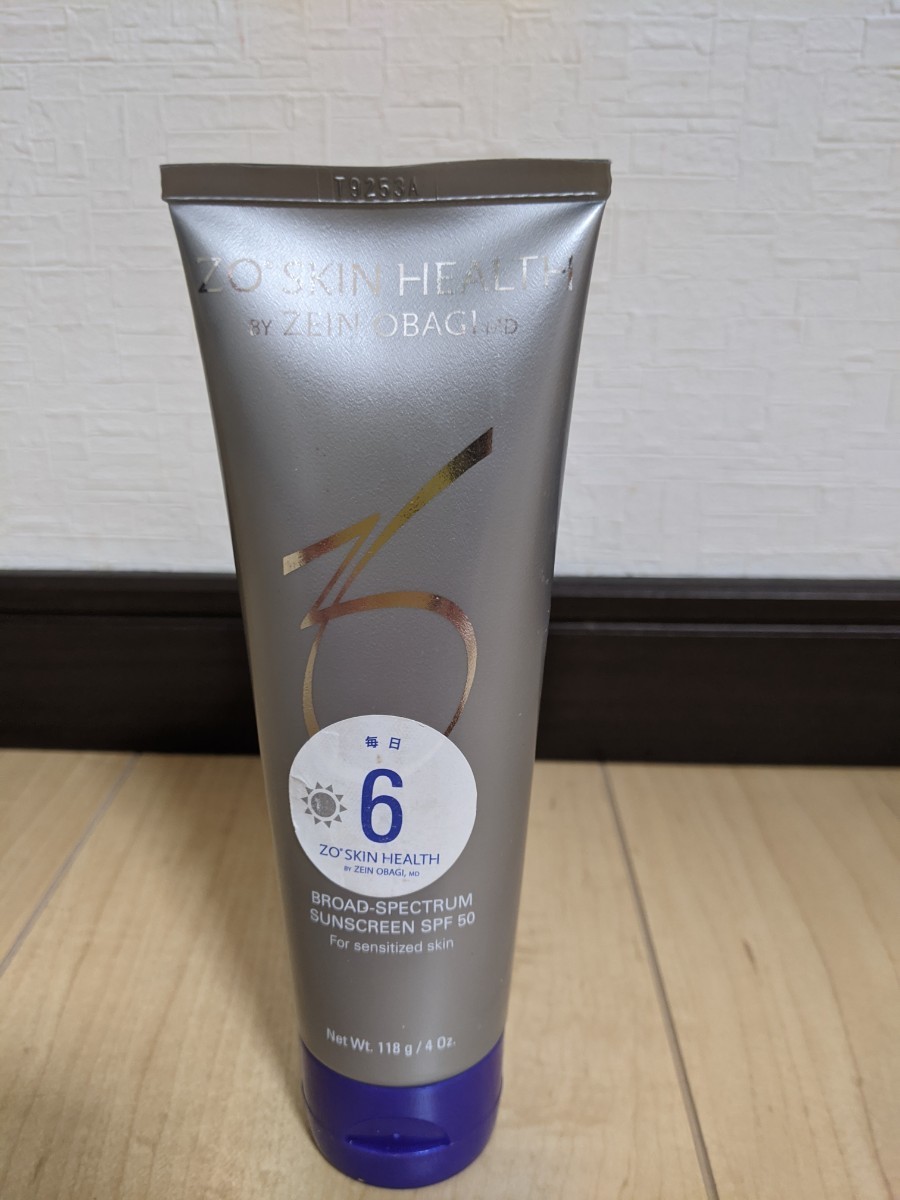 T9253A
ZO® SKIN HEALTH
BY ZEIN OBAGI, MD
毎日
6
ZO® SKIN HEALTH
BY ZEIN OBAGI, MD
BROAD-SPECTRUM
SUNSCREEN SPF 50
For sensitized skin
Net Wt. 118 g / 4 Oz.